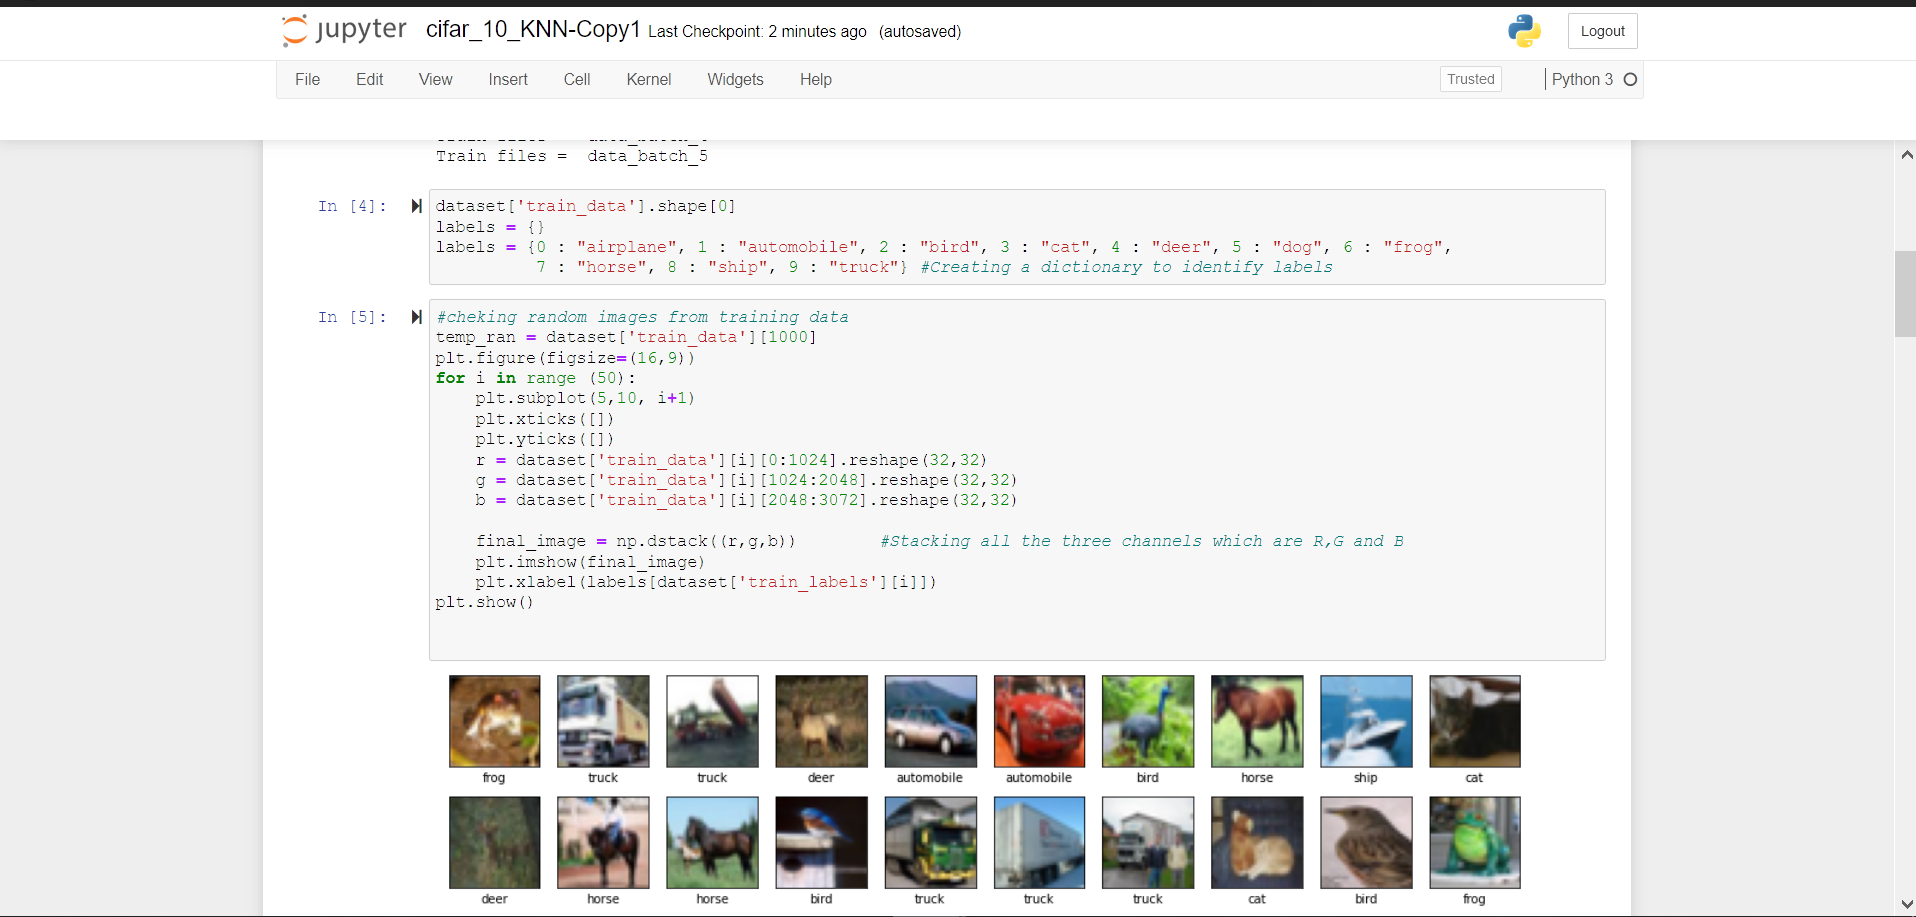 jupyter cifar_10_KNN-Copy1 Last Checkpoint: 2 minutes ago (autosaved) Logout
File Edit View Insert Cell Kernel Widgets Help Trusted Python 3
Train files =  data_batch_5
In [4]: dataset['train_data'].shape[0]
labels = {}
labels = {0 : "airplane", 1 : "automobile", 2 : "bird", 3 : "cat", 4 : "deer", 5 : "dog", 6 : "frog",
          7 : "horse", 8 : "ship", 9 : "truck"} #Creating a dictionary to identify labels
In [5]: #cheking random images from training data
temp_ran = dataset['train_data'][1000]
plt.figure(figsize=(16,9))
for i in range (50):
    plt.subplot(5,10, i+1)
    plt.xticks([])
    plt.yticks([])
    r = dataset['train_data'][i][0:1024].reshape(32,32)
    g = dataset['train_data'][i][1024:2048].reshape(32,32)
    b = dataset['train_data'][i][2048:3072].reshape(32,32)
    final_image = np.dstack((r,g,b))        #Stacking all the three channels which are R,G and B
    plt.imshow(final_image)
    plt.xlabel(labels[dataset['train_labels'][i]])
plt.show()
frog truck truck deer automobile automobile bird horse ship cat
deer horse horse bird truck truck truck cat bird frog